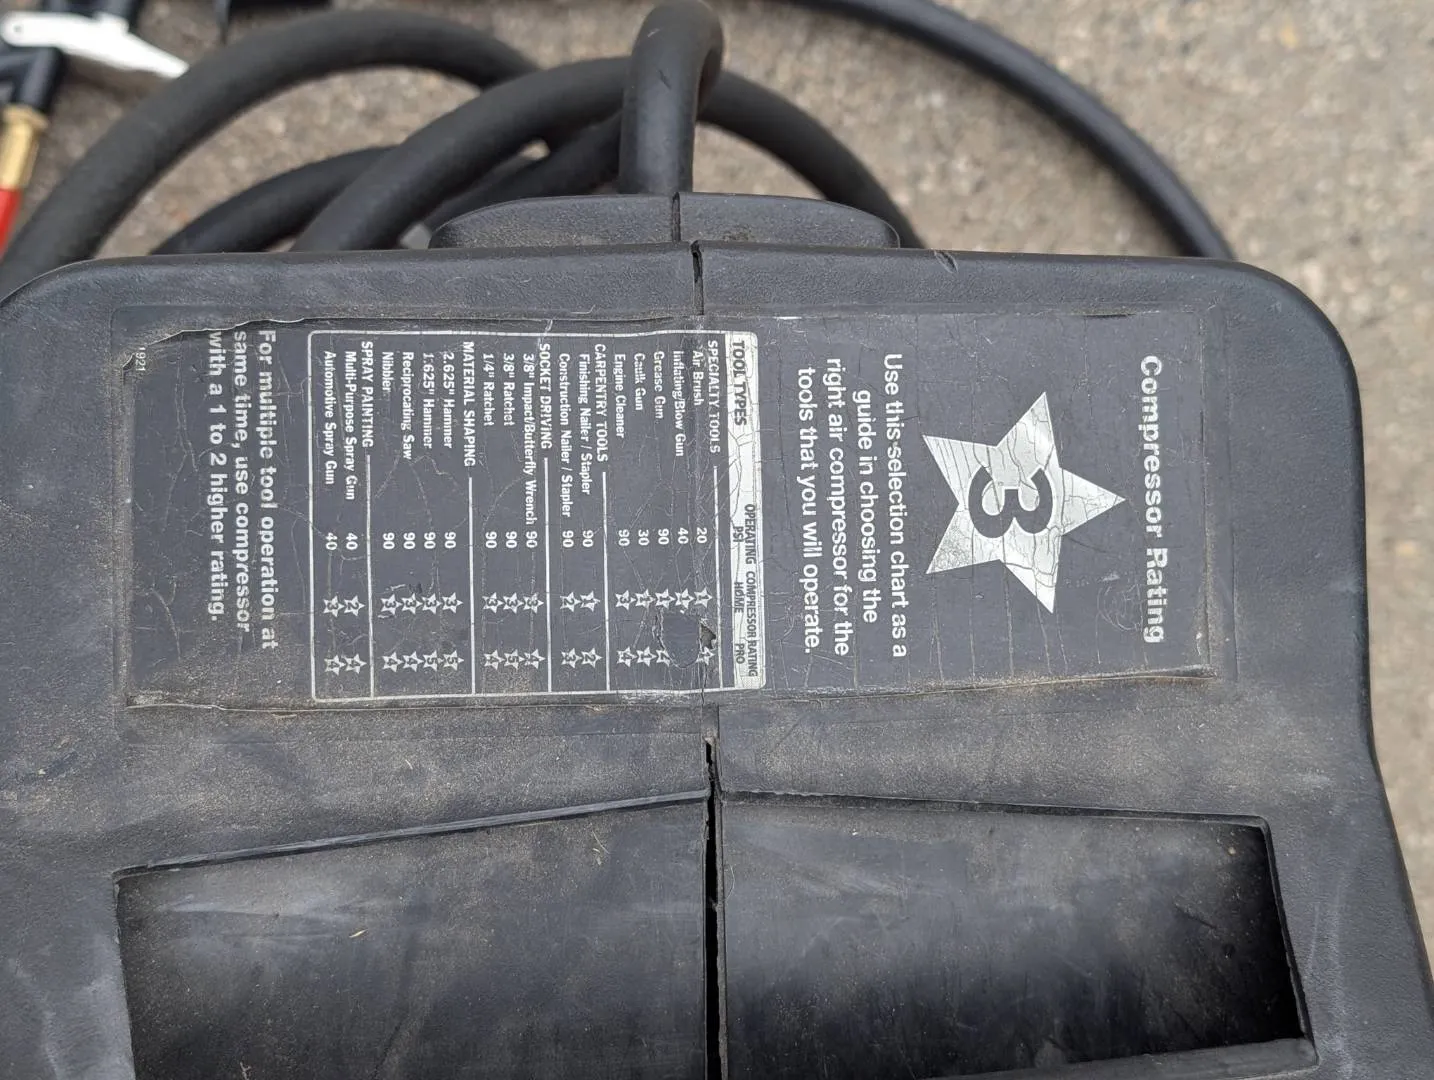 Compressor Rating
3
Use this selection chart as a
guide in choosing the
right air compressor for the
tools that you will operate.
TOOL TYPES OPERATING PSI COMPRESSOR RATING HOME PRO
SPECIALTY TOOLS
Air Brush 20
Inflating/Blow Gun 40
Grease Gun 90
Caulk Gun 30
Engine Cleaner 90
CARPENTRY TOOLS
Finishing Nailer / Stapler 90
Construction Nailer / Stapler 90
SOCKET DRIVING
3/8" Impact/Butterfly Wrench 90
3/8" Ratchet 90
1/4" Ratchet 90
MATERIAL SHAPING
2.625" Hammer 90
1.625" Hammer 90
Reciprocating Saw 90
Nibbler 90
SPRAY PAINTING
Multi-Purpose Spray Gun 40
Automotive Spray Gun 40
For multiple tool operation at
same time, use compressor
with a 1 to 2 higher rating.